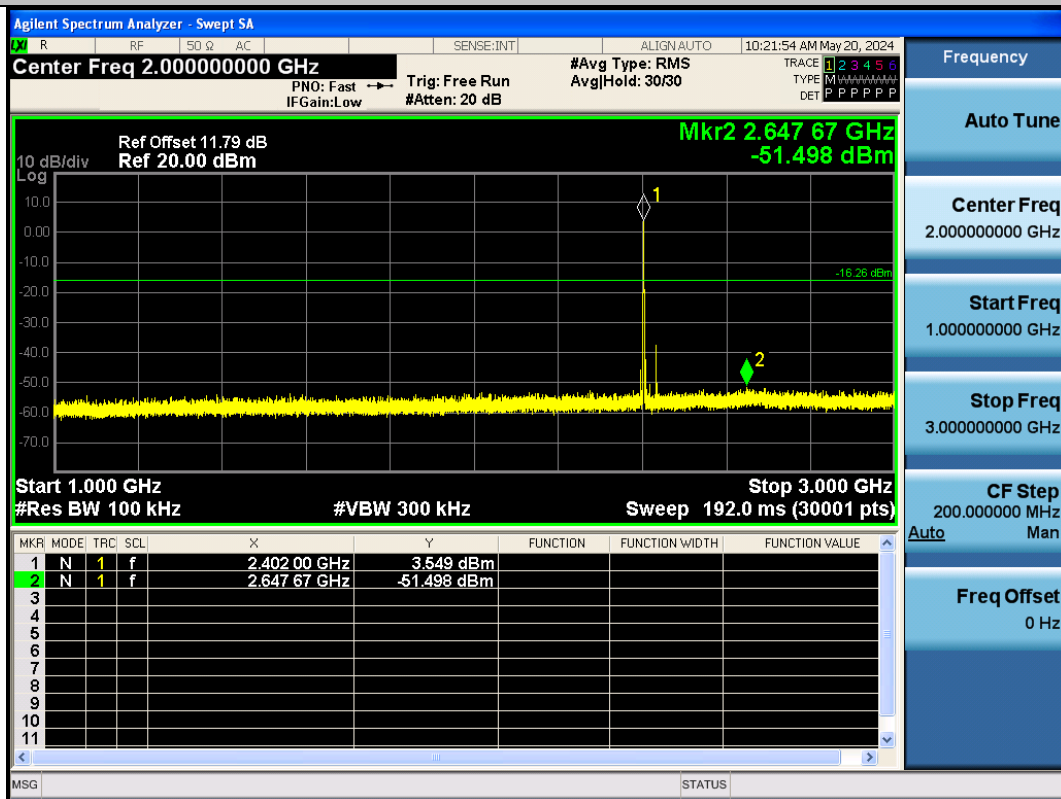 Agilent Spectrum Analyzer - Swept SA
LXI R RF 50 Ω AC SENSE:INT ALIGN AUTO 10:21:54 AM May 20, 2024
Center Freq 2.000000000 GHz
PNO: Fast
IFGain:Low
Trig: Free Run
#Atten: 20 dB
#Avg Type: RMS
Avg|Hold: 30/30
TRACE 1 2 3 4 5 6
TYPE M
DET P P P P P P
Mkr2 2.647 67 GHz
-51.498 dBm
Ref Offset 11.79 dB
10 dB/div Ref 20.00 dBm
Log
10.0
0.00
-10.0
-20.0
-30.0
-40.0
-50.0
-60.0
-70.0
1
-16.26 dBm
2
Start 1.000 GHz Stop 3.000 GHz
#Res BW 100 kHz #VBW 300 kHz Sweep 192.0 ms (30001 pts)
MKR MODE TRC SCL X Y FUNCTION FUNCTION WIDTH FUNCTION VALUE
1 N 1 f 2.402 00 GHz 3.549 dBm
2 N 1 f 2.647 67 GHz -51.498 dBm
3
4
5
6
7
8
9
10
11
MSG STATUS
Frequency
Auto Tune
Center Freq
2.000000000 GHz
Start Freq
1.000000000 GHz
Stop Freq
3.000000000 GHz
CF Step
200.000000 MHz
Auto Man
Freq Offset
0 Hz